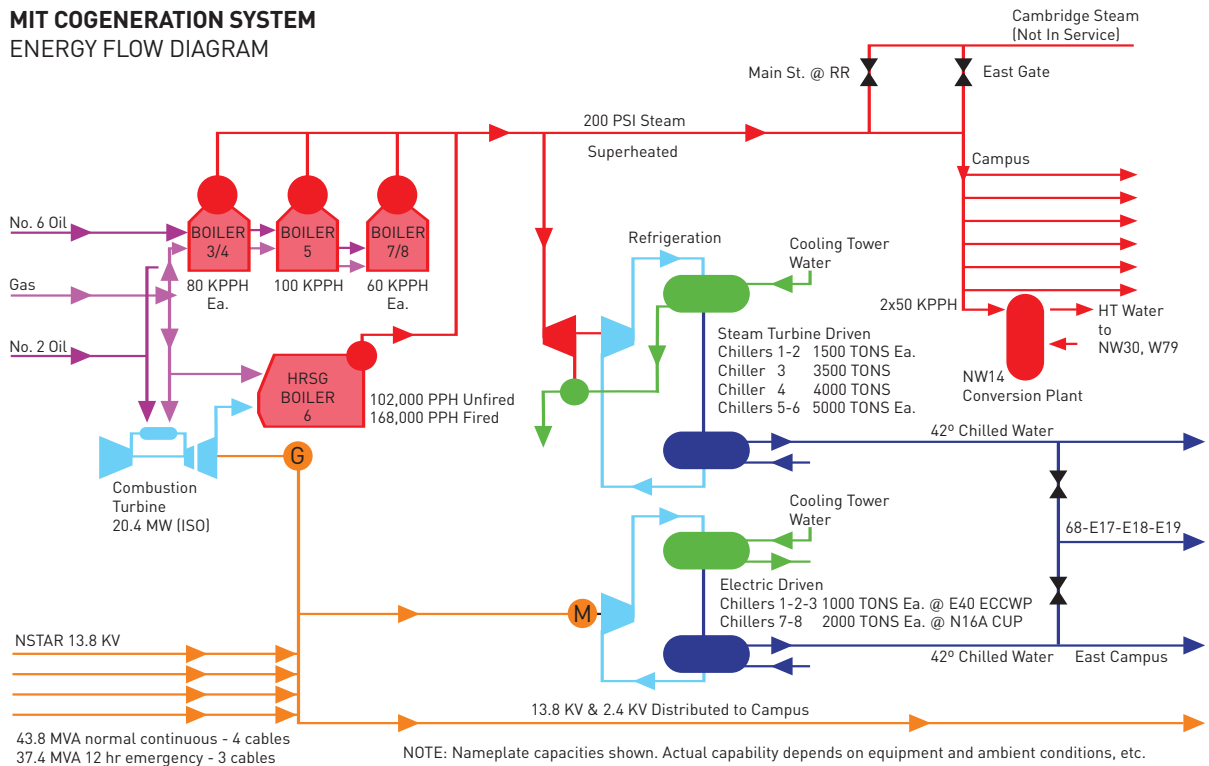 MIT COGENERATION SYSTEM
ENERGY FLOW DIAGRAM
Cambridge Steam
(Not In Service)
Main St. @ RR
East Gate
200 PSI Steam
Superheated
Campus
No. 6 Oil
BOILER
3/4
BOILER
5
BOILER
7/8
80 KPPH
Ea.
100 KPPH
60 KPPH
Ea.
Gas
No. 2 Oil
HRSG
BOILER
6
102,000 PPH Unfired
168,000 PPH Fired
Refrigeration
Cooling Tower
Water
2x50 KPPH
HT Water
to
NW30, W79
NW14
Conversion Plant
Steam Turbine Driven
Chillers 1-2 1500 TONS Ea.
Chiller 3 3500 TONS
Chiller 4 4000 TONS
Chillers 5-6 5000 TONS Ea.
42º Chilled Water
G
Combustion
Turbine
20.4 MW (ISO)
Cooling Tower
Water
68-E17-E18-E19
M
Electric Driven
Chillers 1-2-3 1000 TONS Ea. @ E40 ECCWP
Chillers 7-8 2000 TONS Ea. @ N16A CUP
42º Chilled Water
East Campus
NSTAR 13.8 KV
13.8 KV & 2.4 KV Distributed to Campus
43.8 MVA normal continuous - 4 cables
37.4 MVA 12 hr emergency - 3 cables
NOTE: Nameplate capacities shown. Actual capability depends on equipment and ambient conditions, etc.